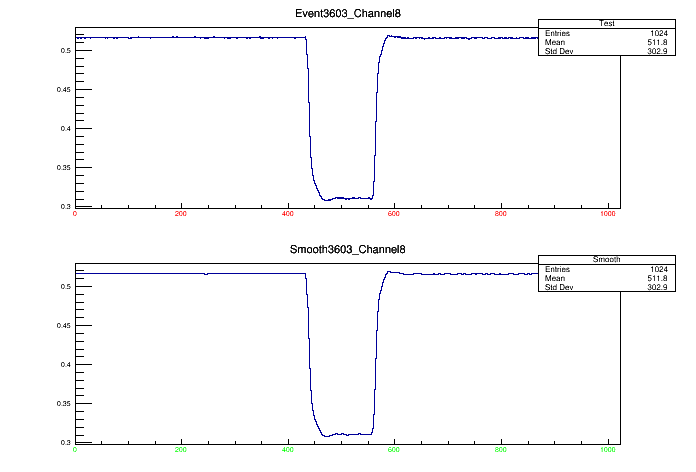 Event3603_Channel8
Test
Entries 1024
Mean 511.8
Std Dev 302.9
0.5
0.45
0.4
0.35
0.3
0 200 400 600 800 1000
Smooth3603_Channel8
Smooth
Entries 1024
Mean 511.8
Std Dev 302.9
0.5
0.45
0.4
0.35
0.3
0 200 400 600 800 1000